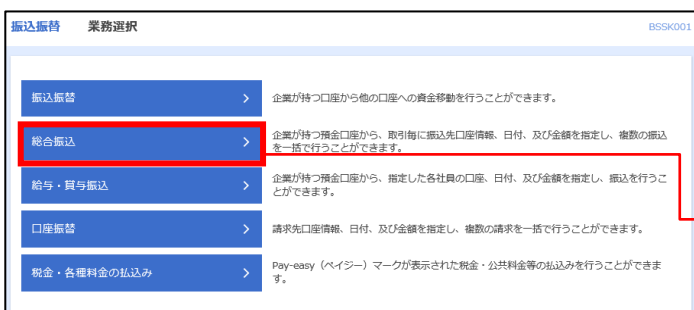 振込振替 業務選択 BSSK001
振込振替 企業が持つ口座から他の口座への資金移動を行うことができます。
総合振込 企業が持つ預金口座から、取引毎に振込先口座情報、日付、及び金額を指定し、複数の振込
を一括で行うことができます。
給与・賞与振込 企業が持つ預金口座から、指定した各社員の口座、日付、及び金額を指定し、振込を行うこ
とができます。
口座振替 請求先口座情報、日付、及び金額を指定し、複数の請求を一括で行うことができます。
税金・各種料金の払込み Pay-easy（ペイジー）マークが表示された税金・公共料金等の払込みを行うことができま
す。